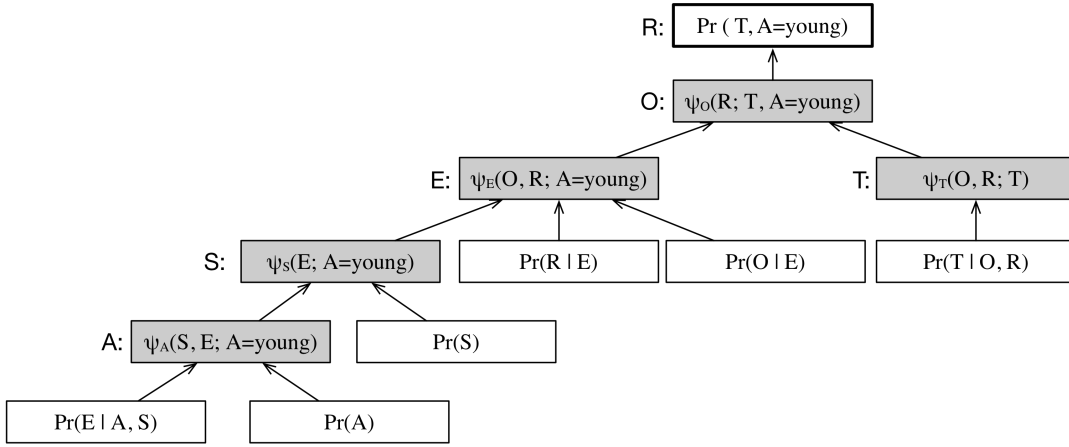 R: Pr ( T, A=young)
O: ψO(R; T, A=young)
E: ψE(O, R; A=young)
T: ψT(O, R; T)
S: ψS(E; A=young)
Pr(R | E)
Pr(O | E)
Pr(T | O, R)
A: ψA(S, E; A=young)
Pr(S)
Pr(E | A, S)
Pr(A)